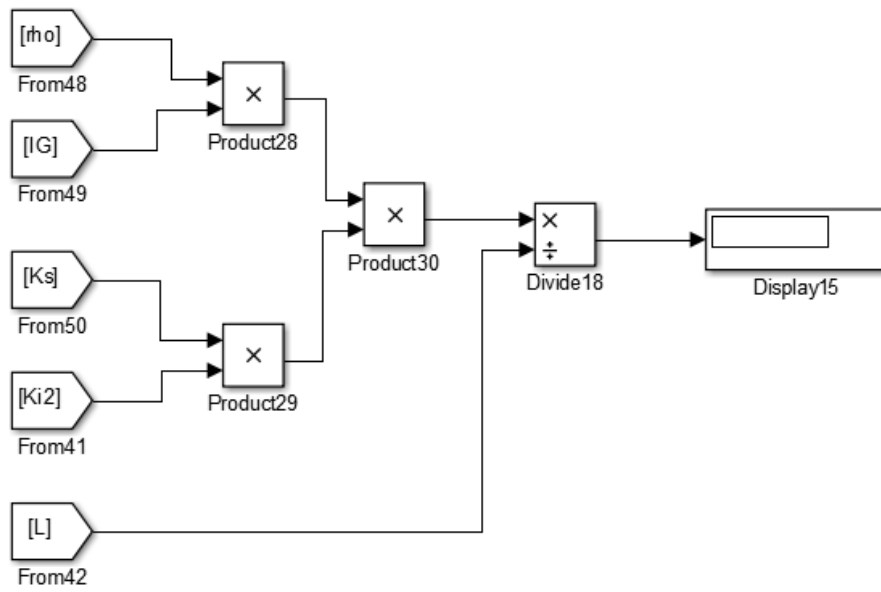 [rho]
From48
×
Product28
[IG]
From49
×
Product30
×
÷
Divide18
Display15
[Ks]
From50
×
Product29
[Ki2]
From41
[L]
From42